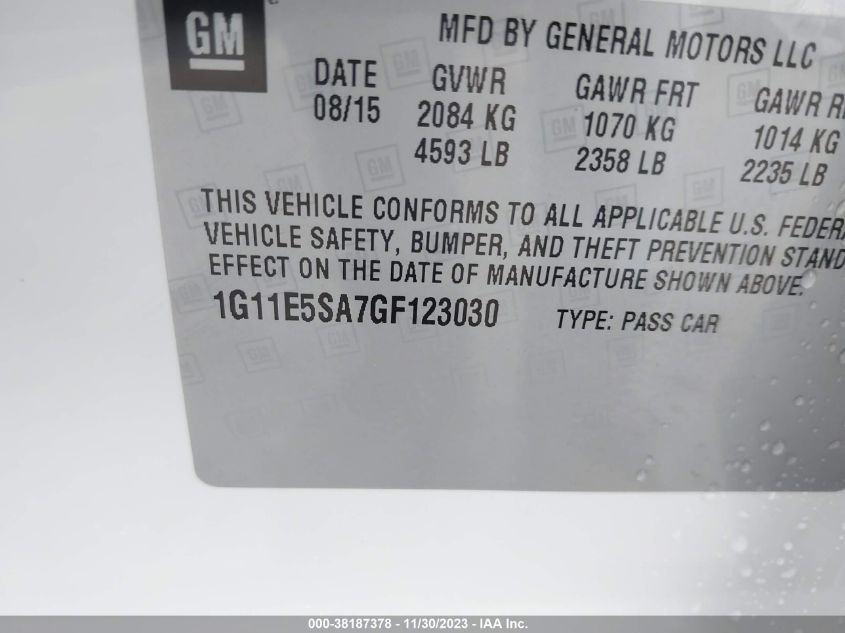 GM
MFD BY GENERAL MOTORS LLC
DATE GVWR GAWR FRT GAWR
08/15 2084 KG 1070 KG 1014 KG
4593 LB 2358 LB 2235 LB
THIS VEHICLE CONFORMS TO ALL APPLICABLE U.S.
VEHICLE SAFETY, BUMPER, AND THEFT PREVENTION
EFFECT ON THE DATE OF MANUFACTURE SHOWN ABOVE.
1G11E5SA7GF123030 TYPE: PASS CAR
000-38187378 - 11/30/2023 - IAA Inc.